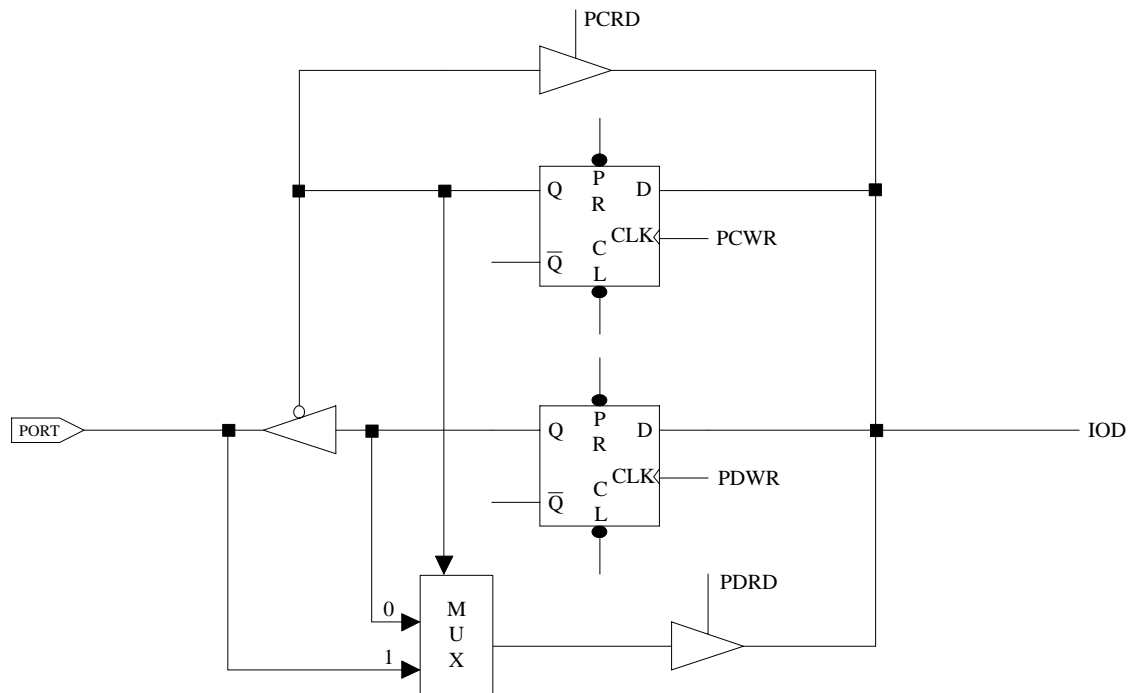 PCRD
Q P R D
CLK PCWR
Q̅ C L
PORT
Q P R D
IOD
CLK PDWR
Q̅ C L
PDRD
0
1
M U X